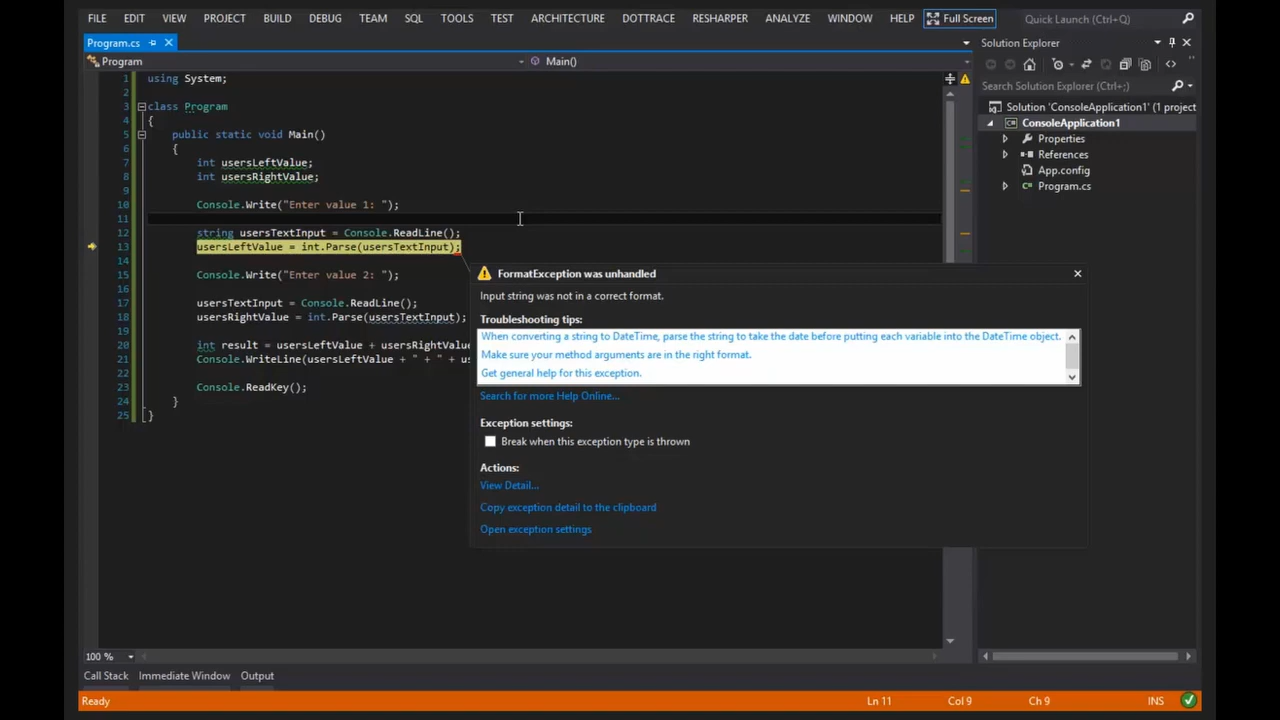 FILE EDIT VIEW PROJECT BUILD DEBUG TEAM SQL TOOLS TEST ARCHITECTURE DOTTRACE RESHARPER ANALYZE WINDOW HELP Full Screen Quick Launch (Ctrl+Q)
Program.cs
Program Main()
1 using System;
2
3 class Program
4 {
5 public static void Main()
6 {
7 int usersLeftValue;
8 int usersRightValue;
9
10 Console.Write("Enter value 1: ");
11
12 string usersTextInput = Console.ReadLine();
13 usersLeftValue = int.Parse(usersTextInput);
14
15 Console.Write("Enter value 2: ");
16
17 usersTextInput = Console.ReadLine();
18 usersRightValue = int.Parse(usersTextInput);
19
20 int result = usersLeftValue + usersRightValu
21 Console.WriteLine(usersLeftValue + " + " + us
22
23 Console.ReadKey();
24 }
25 }
FormatException was unhandled
Input string was not in a correct format.
Troubleshooting tips:
When converting a string to DateTime, parse the string to take the date before putting each variable into the DateTime object.
Make sure your method arguments are in the right format.
Get general help for this exception.
Search for more Help Online...
Exception settings:
Break when this exception type is thrown
Actions:
View Detail...
Copy exception detail to the clipboard
Open exception settings
Solution Explorer
Search Solution Explorer (Ctrl+;)
Solution 'ConsoleApplication1' (1 project
ConsoleApplication1
Properties
References
App.config
Program.cs
100 %
Call Stack Immediate Window Output
Ready Ln 11 Col 9 Ch 9 INS